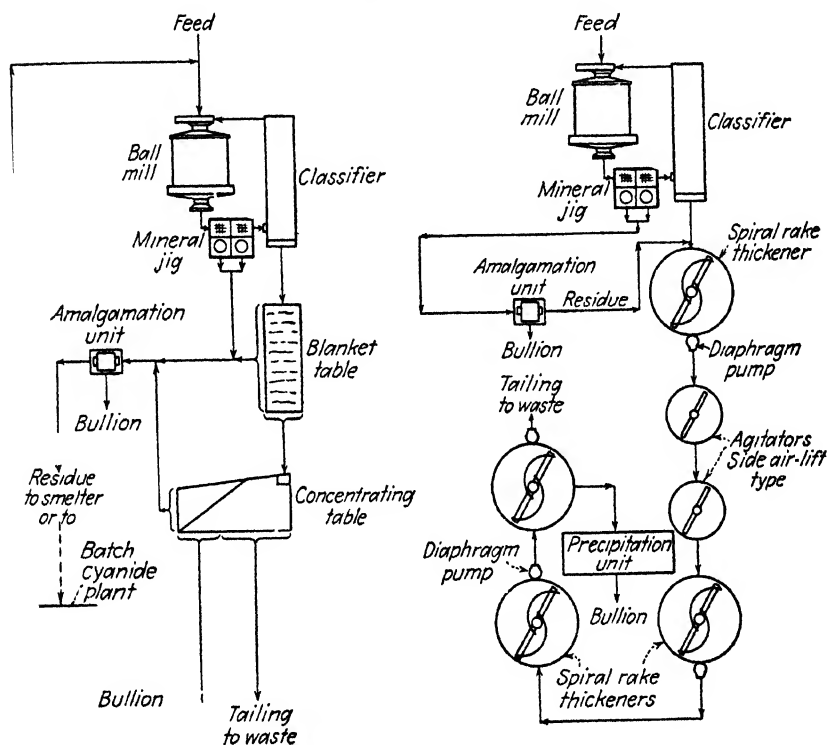 Feed
Ball
mill
Classifier
Mineral
jig
Amalgamation
unit
Blanket
table
Bullion
Residue
to smelter
or to
Concentrating
table
Batch
cyanide
plant
Bullion
Tailing
to waste
Feed
Ball
mill
Classifier
Mineral
jig
Spiral rake
thickener
Amalgamation
unit
Residue
Bullion
Diaphragm
pump
Tailing
to waste
Agitators
Side air-lift
type
Precipitation
unit
Diaphragm
pump
Bullion
Spiral rake
thickeners